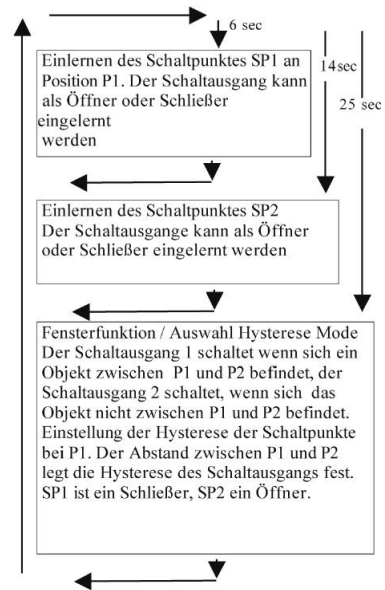 6 sec
Einlernen des Schaltpunktes SP1 an
Position P1. Der Schaltausgang kann
als Öffner oder Schließer
eingelernt
werden
14sec
25 sec
Einlernen des Schaltpunktes SP2
Der Schaltausgange kann als Öffner
oder Schließer eingelernt werden
Fensterfunktion / Auswahl Hysterese Mode
Der Schaltausgang 1 schaltet wenn sich ein
Objekt zwischen P1 und P2 befindet, der
Schaltausgang 2 schaltet, wenn sich das
Objekt nicht zwischen P1 und P2 befindet.
Einstellung der Hysterese der Schaltpunkte
bei P1. Der Abstand zwischen P1 und P2
legt die Hysterese des Schaltausgangs fest.
SP1 ist ein Schließer, SP2 ein Öffner.